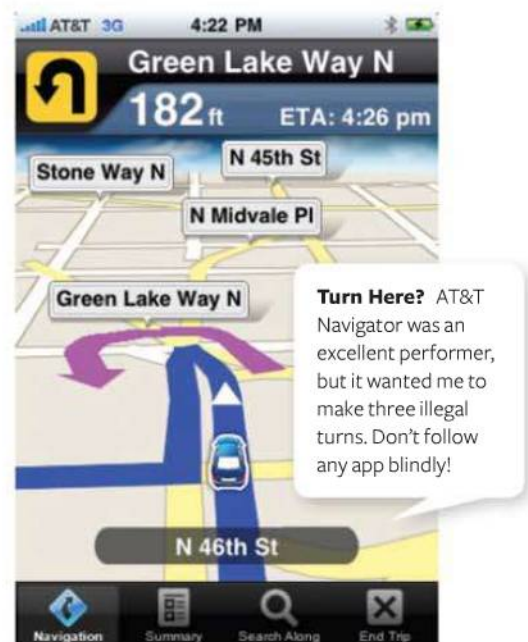 AT&T 3G 4:22 PM
Green Lake Way N
182 ft ETA: 4:26 pm
Stone Way N
N 45th St
N Midvale Pl
Green Lake Way N
Turn Here? AT&T
Navigator was an
excellent performer,
but it wanted me to
make three illegal
turns. Don't follow
any app blindly!
N 46th St
Navigation Summary Search Along End Trip